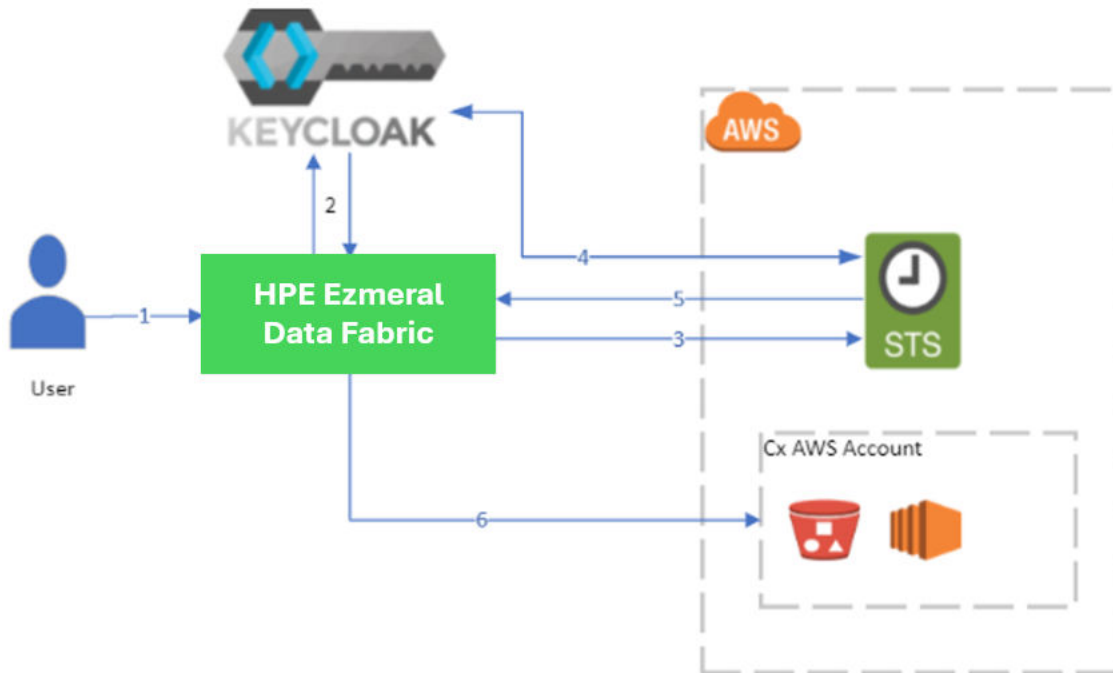 KEYCLOAK
AWS
2
4
HPE Ezmeral
Data Fabric
1
5
3
STS
User
Cx AWS Account
6